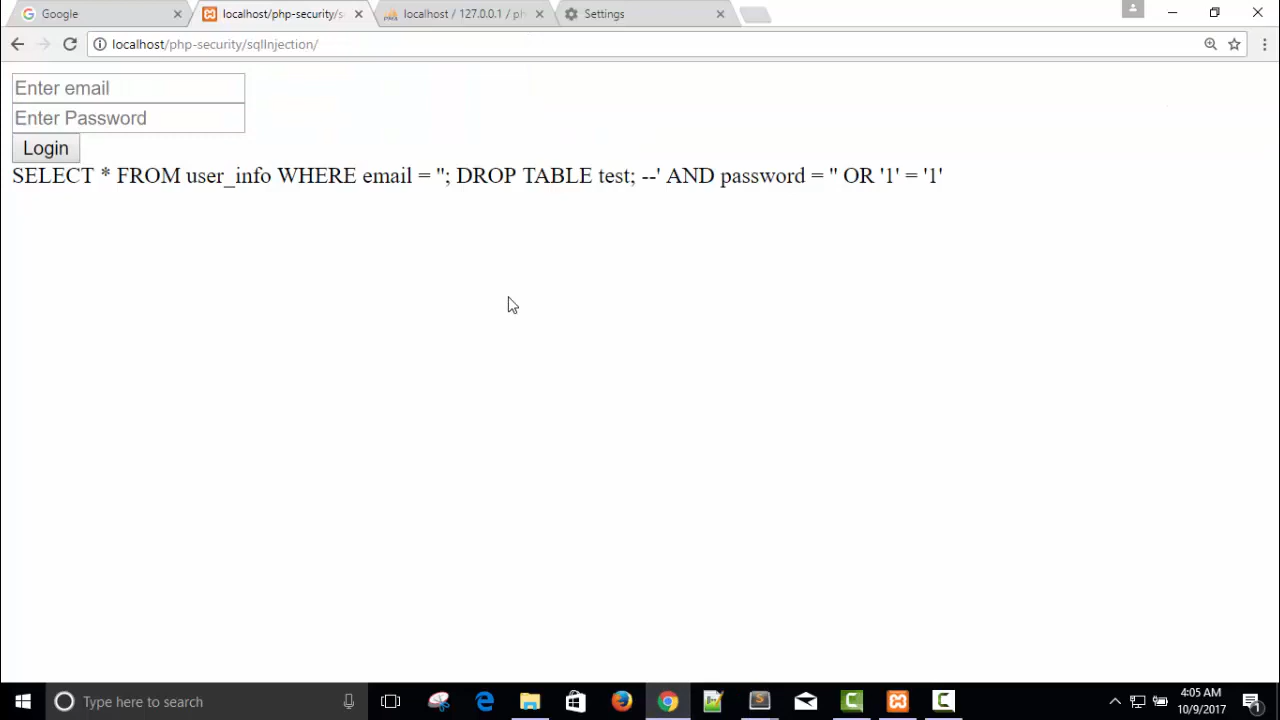 Google
localhost/php-security/s
localhost / 127.0.0.1 / ph
Settings
localhost/php-security/sqlInjection/
Enter email
Enter Password
Login
SELECT * FROM user_info WHERE email = ''; DROP TABLE test; --' AND password = '' OR '1' = '1'
Type here to search
4:05 AM
10/9/2017